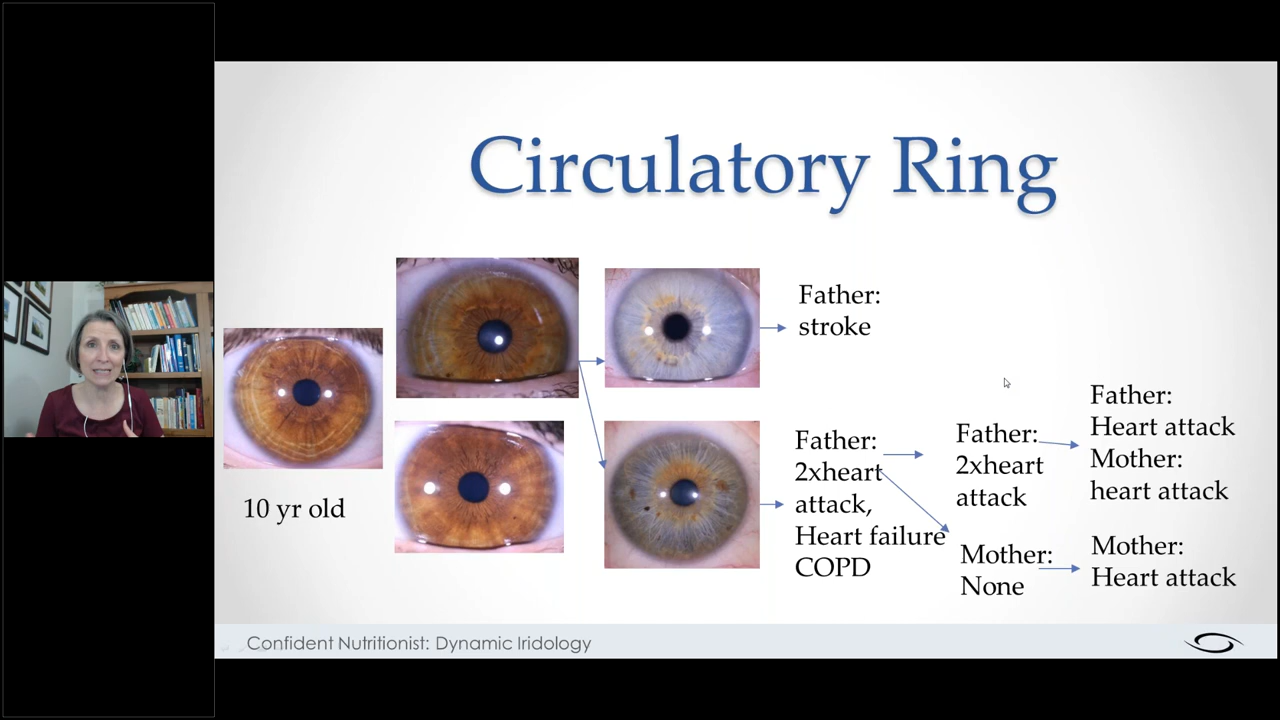 Circulatory Ring
10 yr old
Father:
stroke
Father:
2xheart
attack,
Heart failure
COPD
Father:
2xheart
attack
Mother:
None
Father:
Heart attack
Mother:
heart attack
Mother:
Heart attack
Confident Nutritionist: Dynamic Iridology